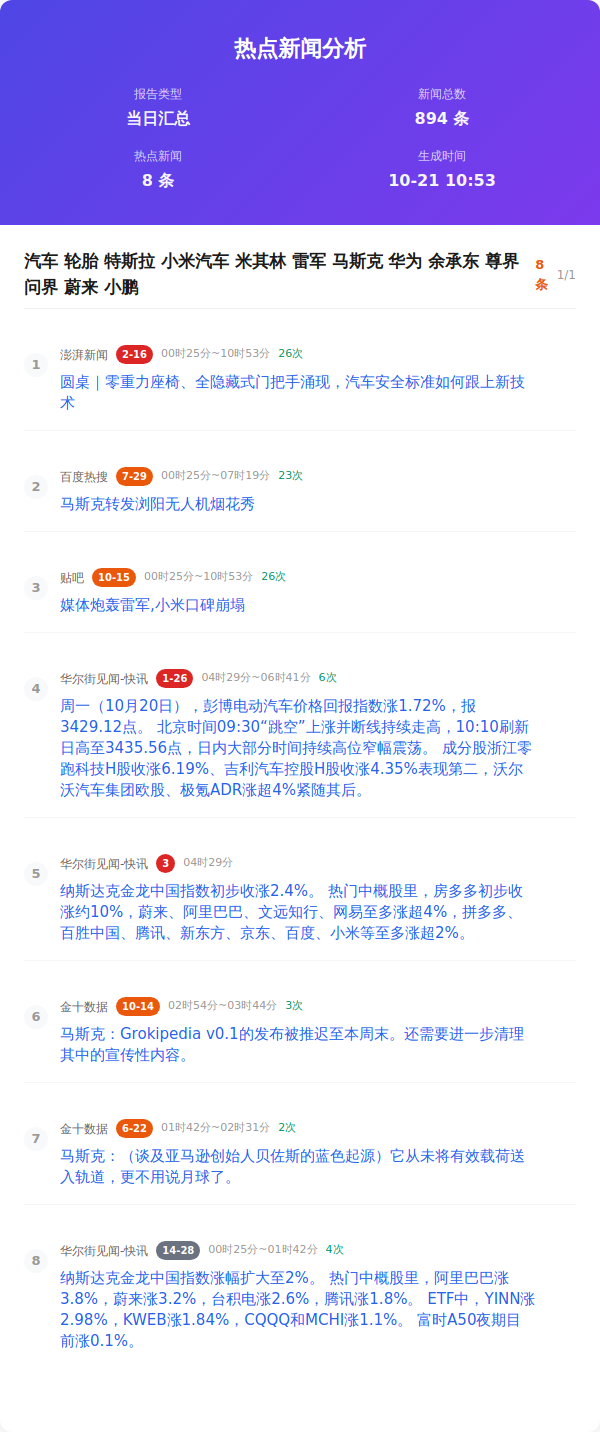 热点新闻分析
报告类型
新闻总数
当日汇总
894 条
热点新闻
生成时间
8 条
10-21 10:53
汽车 轮胎 特斯拉 小米汽车 米其林 雷军 马斯克 华为 余承东 尊界
问界 蔚来 小鹏
8
条
1/1
1
澎湃新闻 2-16 00时25分~10时53分 26次
圆桌｜零重力座椅、全隐藏式门把手涌现，汽车安全标准如何跟上新技
术
2
百度热搜 7-29 00时25分~07时19分 23次
马斯克转发浏阳无人机烟花秀
3
贴吧 10-15 00时25分~10时53分 26次
媒体炮轰雷军,小米口碑崩塌
4
华尔街见闻-快讯 1-26 04时29分~06时41分 6次
周一（10月20日），彭博电动汽车价格回报指数涨1.72%，报
3429.12点。 北京时间09:30“跳空”上涨并断线持续走高，10:10刷新
日高至3435.56点，日内大部分时间持续高位窄幅震荡。 成分股浙江零
跑科技H股收涨6.19%、吉利汽车控股H股收涨4.35%表现第二，沃尔
沃汽车集团欧股、极氪ADR涨超4%紧随其后。
5
华尔街见闻-快讯 3 04时29分
纳斯达克金龙中国指数初步收涨2.4%。 热门中概股里，房多多初步收
涨约10%，蔚来、阿里巴巴、文远知行、网易至多涨超4%，拼多多、
百胜中国、腾讯、新东方、京东、百度、小米等至多涨超2%。
6
金十数据 10-14 02时54分~03时44分 3次
马斯克：Grokipedia v0.1的发布被推迟至本周末。还需要进一步清理
其中的宣传性内容。
7
金十数据 6-22 01时42分~02时31分 2次
马斯克：（谈及亚马逊创始人贝佐斯的蓝色起源）它从未将有效载荷送
入轨道，更不用说月球了。
8
华尔街见闻-快讯 14-28 00时25分~01时42分 4次
纳斯达克金龙中国指数涨幅扩大至2%。 热门中概股里，阿里巴巴涨
3.8%，蔚来涨3.2%，台积电涨2.6%，腾讯涨1.8%。 ETF中，YINN涨
2.98%，KWEB涨1.84%，CQQQ和MCHI涨1.1%。 富时A50夜期目
前涨0.1%。